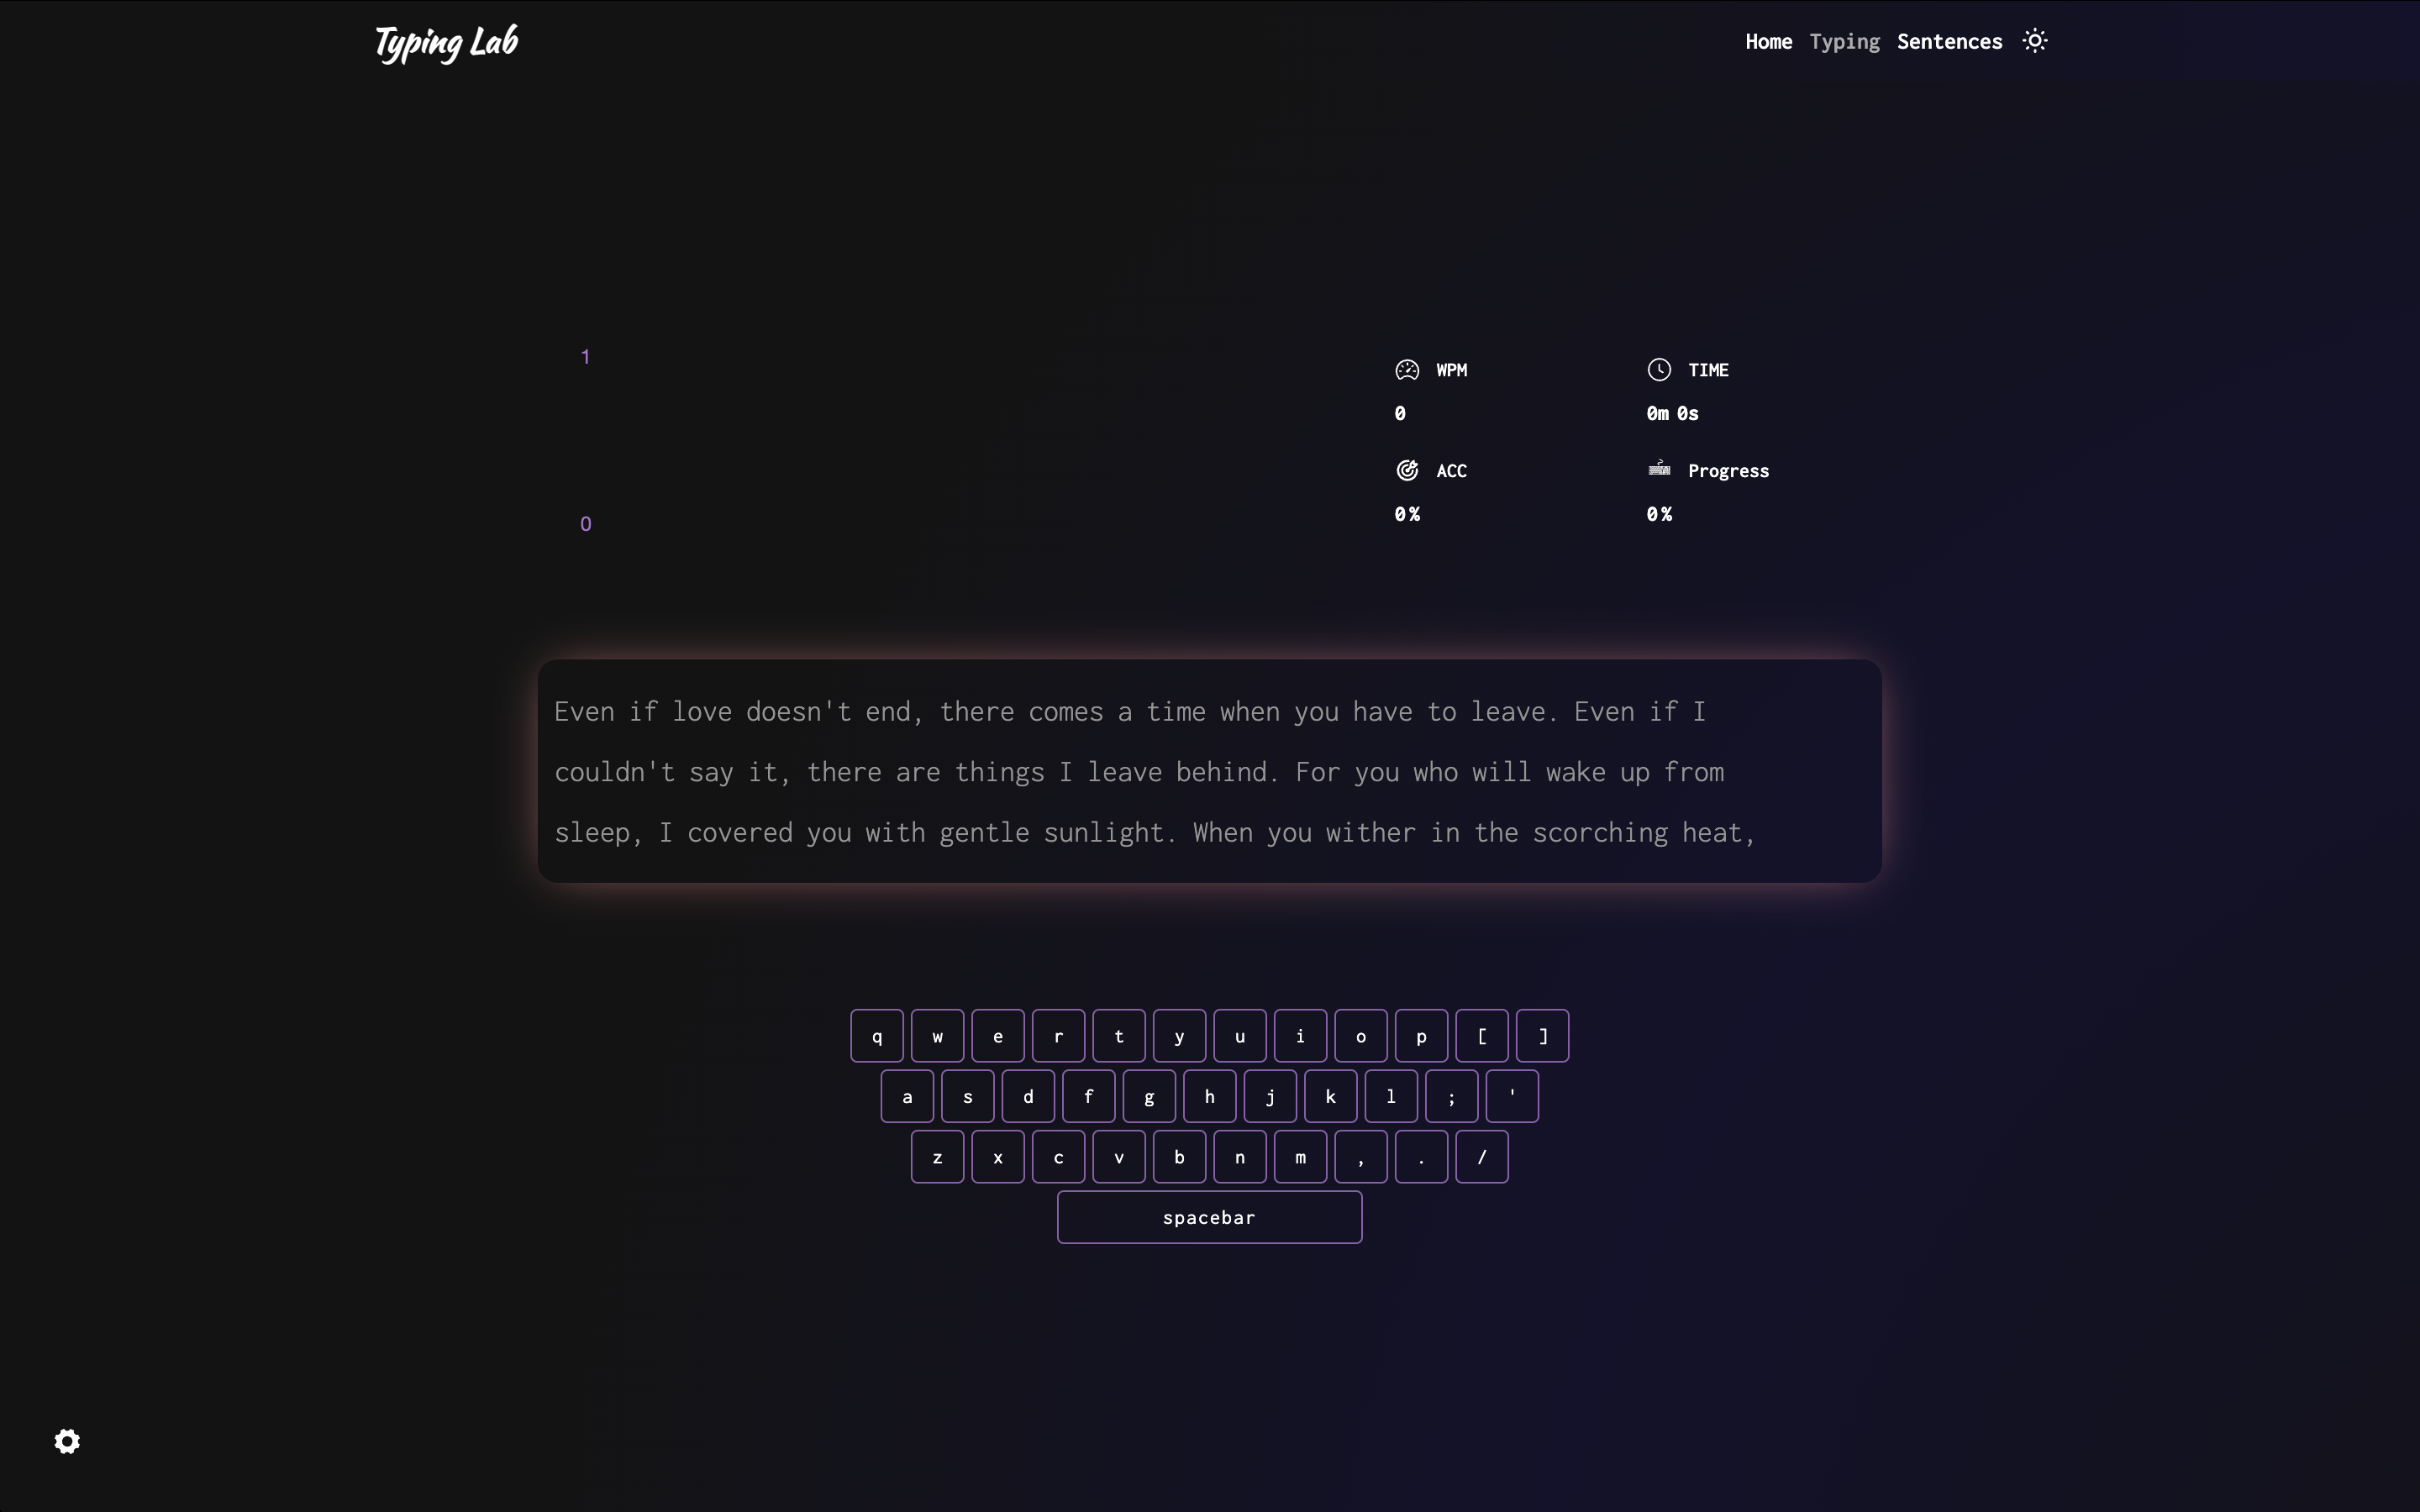 Typing Lab
Home Typing Sentences
1
0
WPM
TIME
0
0m 0s
ACC
Progress
0%
0%
Even if love doesn't end, there comes a time when you have to leave. Even if I
couldn't say it, there are things I leave behind. For you who will wake up from
sleep, I covered you with gentle sunlight. When you wither in the scorching heat,
q w e r t y u i o p [ ]
a s d f g h j k l ; '
z x c v b n m , . /
spacebar